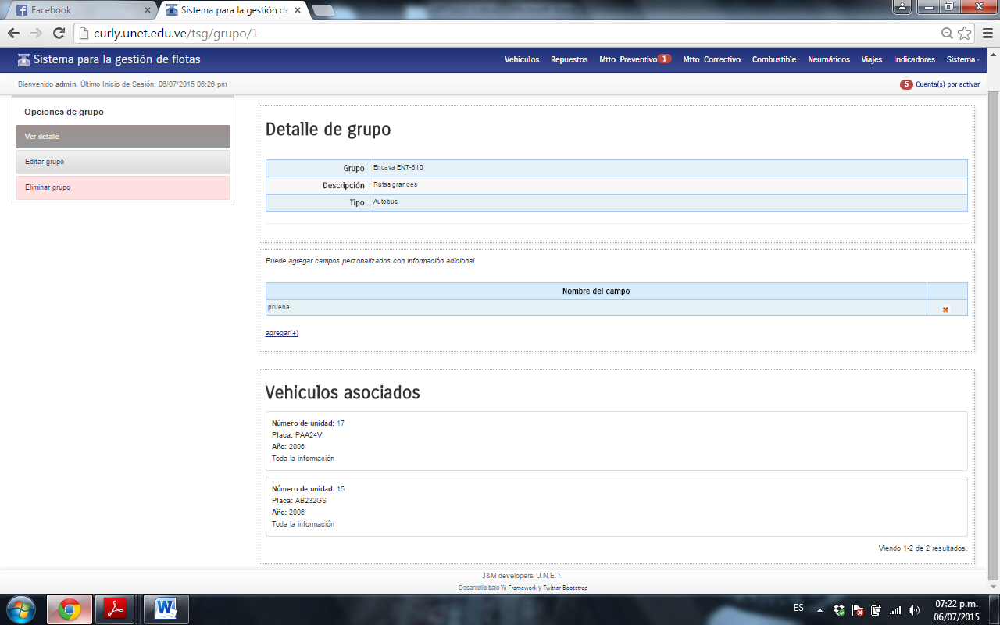 Facebook
Sistema para la gestión de
curly.unet.edu.ve/tsg/grupo/1
Sistema para la gestión de flotas
Vehiculos Repuestos Mtto. Preventivo 1 Mtto. Correctivo Combustible Neumáticos Viajes Indicadores Sistema
Bienvenido admin. Último Inicio de Sesión: 06/07/2015 06:26 pm
5 Cuenta(s) por activar
Opciones de grupo
Ver detalle
Editar grupo
Eliminar grupo
Detalle de grupo
Grupo Encava ENT-610
Descripción Rutas grandes
Tipo Autobus
Puede agregar campos perzonalizados con información adicional
Nombre del campo
prueba
agregar(+)
Vehiculos asociados
Número de unidad: 17
Placa: PAA24V
Año: 2006
Toda la información
Número de unidad: 15
Placa: AB232GS
Año: 2006
Toda la información
Viendo 1-2 de 2 resultados.
J&M developers U.N.E.T.
Desarrollo bajo Yii Framework y Twitter Bootstrap
ES
07:22 p.m.
06/07/2015